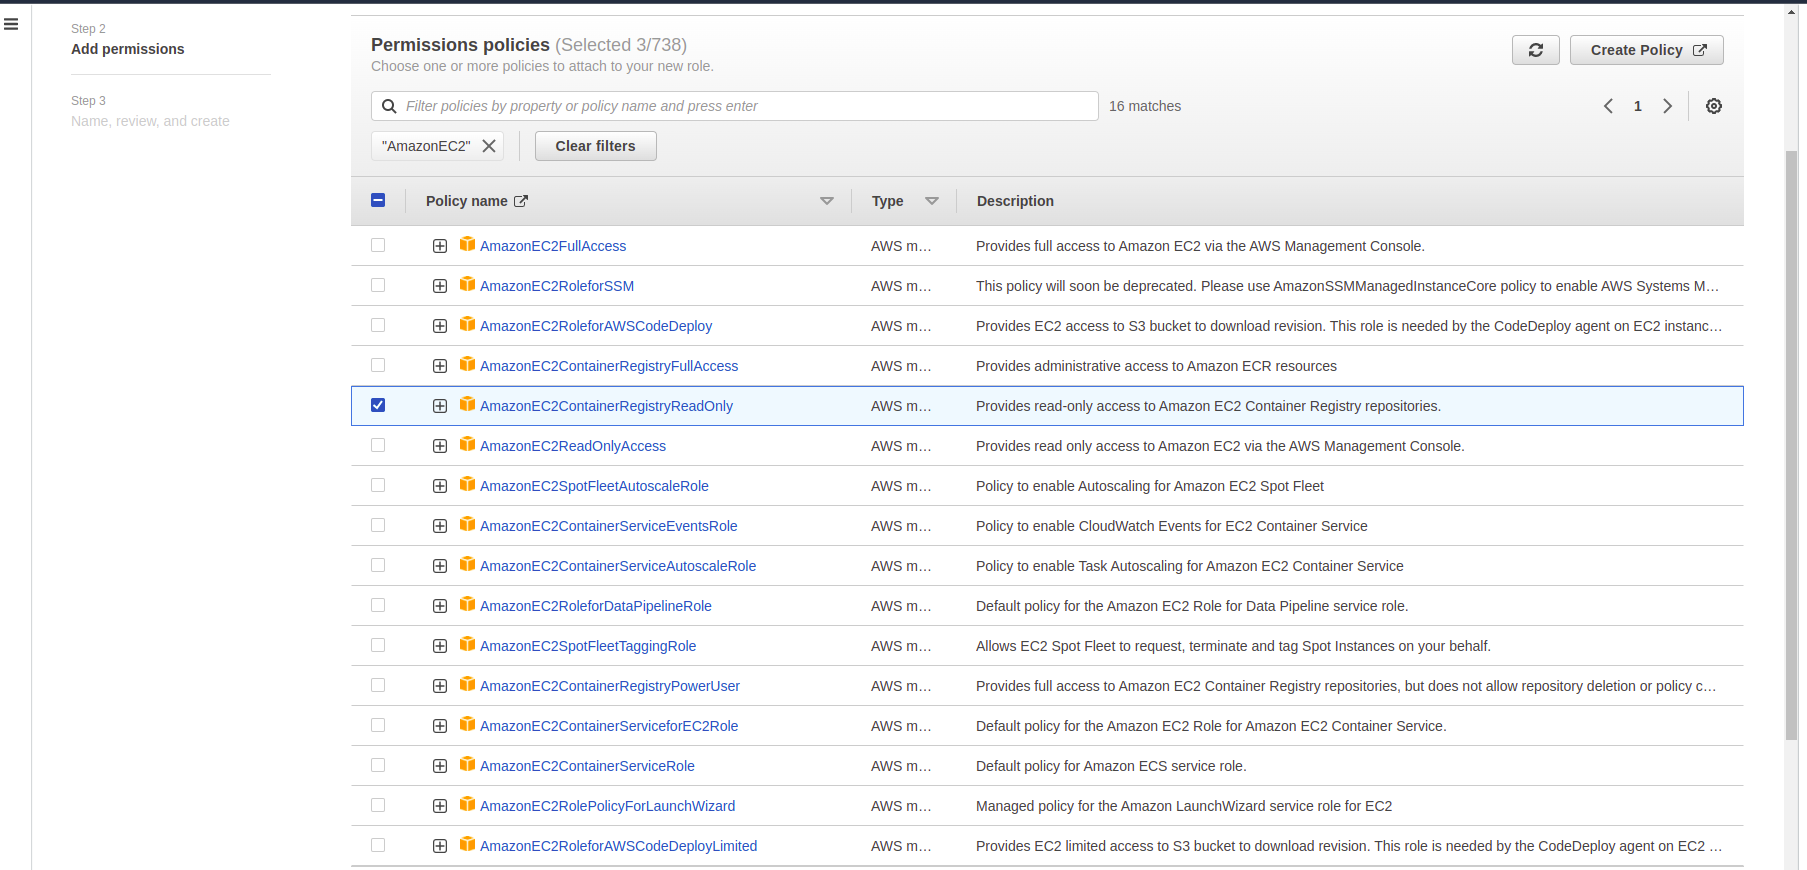 Step 2
Add permissions
Step 3
Name, review, and create
Permissions policies (Selected 3/738)
Choose one or more policies to attach to your new role.
Create Policy
Filter policies by property or policy name and press enter
16 matches
1
"AmazonEC2"
Clear filters
Policy name Type Description
AmazonEC2FullAccess AWS m… Provides full access to Amazon EC2 via the AWS Management Console.
AmazonEC2RoleforSSM AWS m… This policy will soon be deprecated. Please use AmazonSSMManagedInstanceCore policy to enable AWS Systems M…
AmazonEC2RoleforAWSCodeDeploy AWS m… Provides EC2 access to S3 bucket to download revision. This role is needed by the CodeDeploy agent on EC2 instanc…
AmazonEC2ContainerRegistryFullAccess AWS m… Provides administrative access to Amazon ECR resources
AmazonEC2ContainerRegistryReadOnly AWS m… Provides read-only access to Amazon EC2 Container Registry repositories.
AmazonEC2ReadOnlyAccess AWS m… Provides read only access to Amazon EC2 via the AWS Management Console.
AmazonEC2SpotFleetAutoscaleRole AWS m… Policy to enable Autoscaling for Amazon EC2 Spot Fleet
AmazonEC2ContainerServiceEventsRole AWS m… Policy to enable CloudWatch Events for EC2 Container Service
AmazonEC2ContainerServiceAutoscaleRole AWS m… Policy to enable Task Autoscaling for Amazon EC2 Container Service
AmazonEC2RoleforDataPipelineRole AWS m… Default policy for the Amazon EC2 Role for Data Pipeline service role.
AmazonEC2SpotFleetTaggingRole AWS m… Allows EC2 Spot Fleet to request, terminate and tag Spot Instances on your behalf.
AmazonEC2ContainerRegistryPowerUser AWS m… Provides full access to Amazon EC2 Container Registry repositories, but does not allow repository deletion or policy c…
AmazonEC2ContainerServiceforEC2Role AWS m… Default policy for the Amazon EC2 Role for Amazon EC2 Container Service.
AmazonEC2ContainerServiceRole AWS m… Default policy for Amazon ECS service role.
AmazonEC2RolePolicyForLaunchWizard AWS m… Managed policy for the Amazon LaunchWizard service role for EC2
AmazonEC2RoleforAWSCodeDeployLimited AWS m… Provides EC2 limited access to S3 bucket to download revision. This role is needed by the CodeDeploy agent on EC2 …